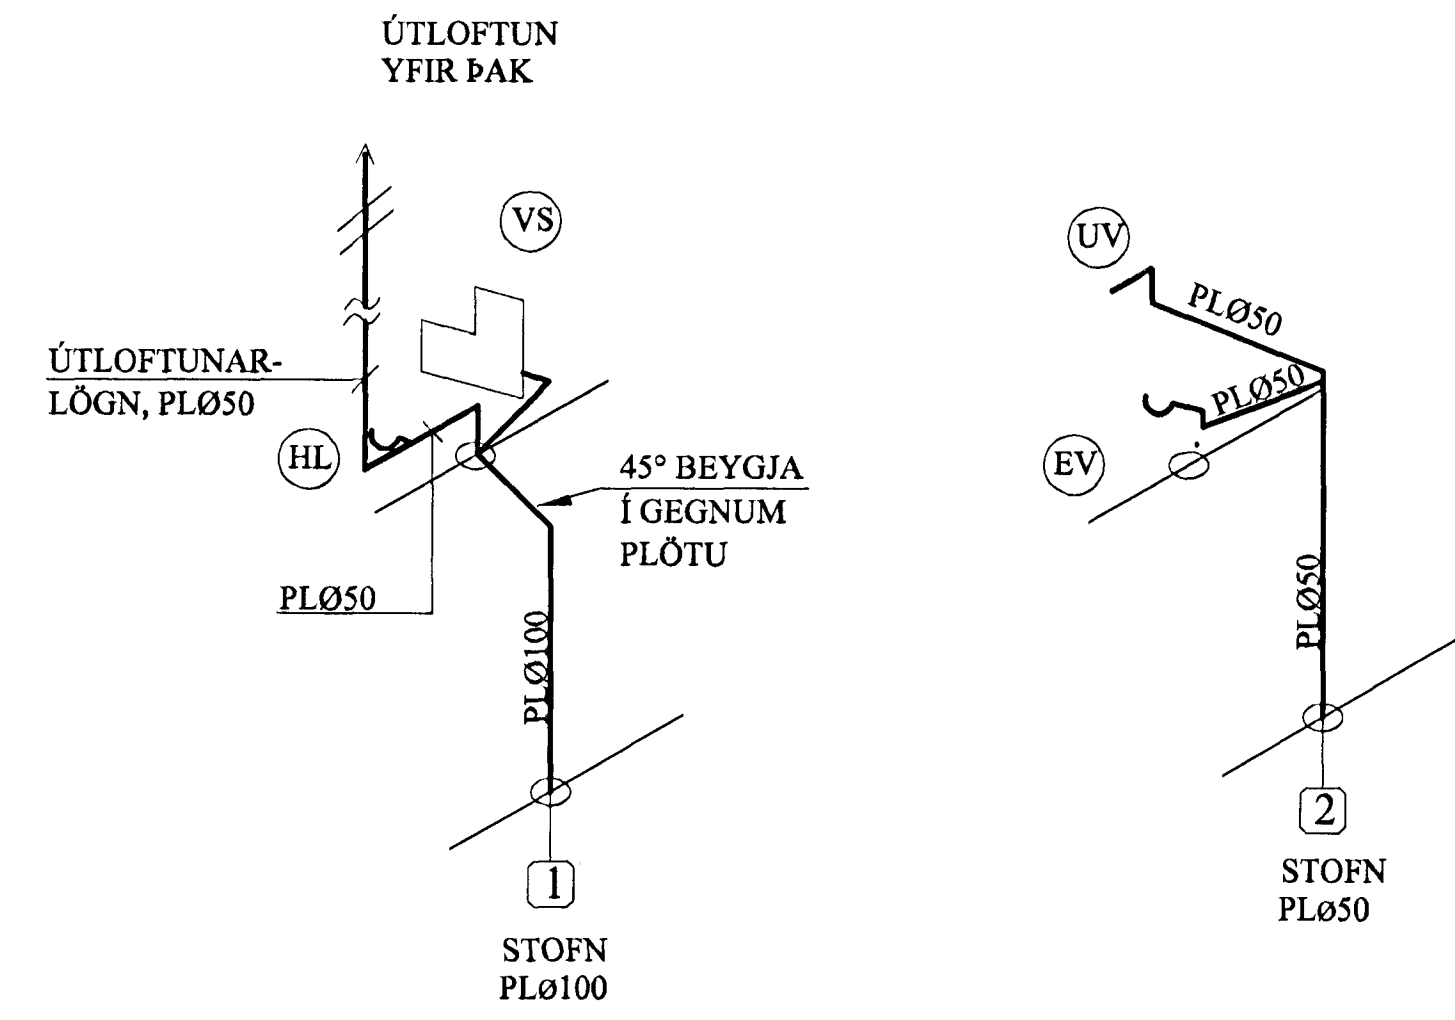 ÚTLOFTUN
YFIR ÞAK
VS
ÚTLOFTUNAR-
LÖGN, PLØ50
HL
45° BEYGJA
Í GEGNUM
PLÖTU
PLØ50
PLØ100
1
STOFN
PLø100
UV
PLØ50
PLØ50
EV
PLØ50
2
STOFN
PLø50